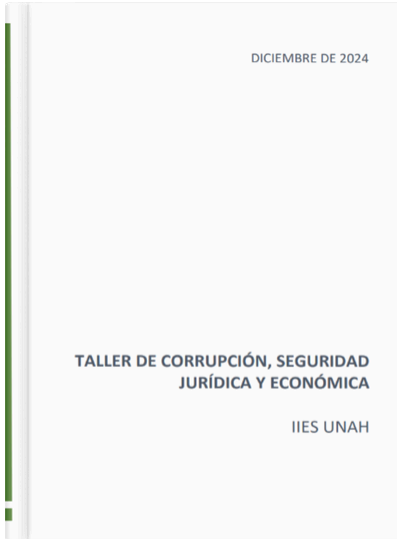 DICIEMBRE DE 2024
TALLER DE CORRUPCIÓN, SEGURIDAD
JURÍDICA Y ECONÓMICA
IIES UNAH